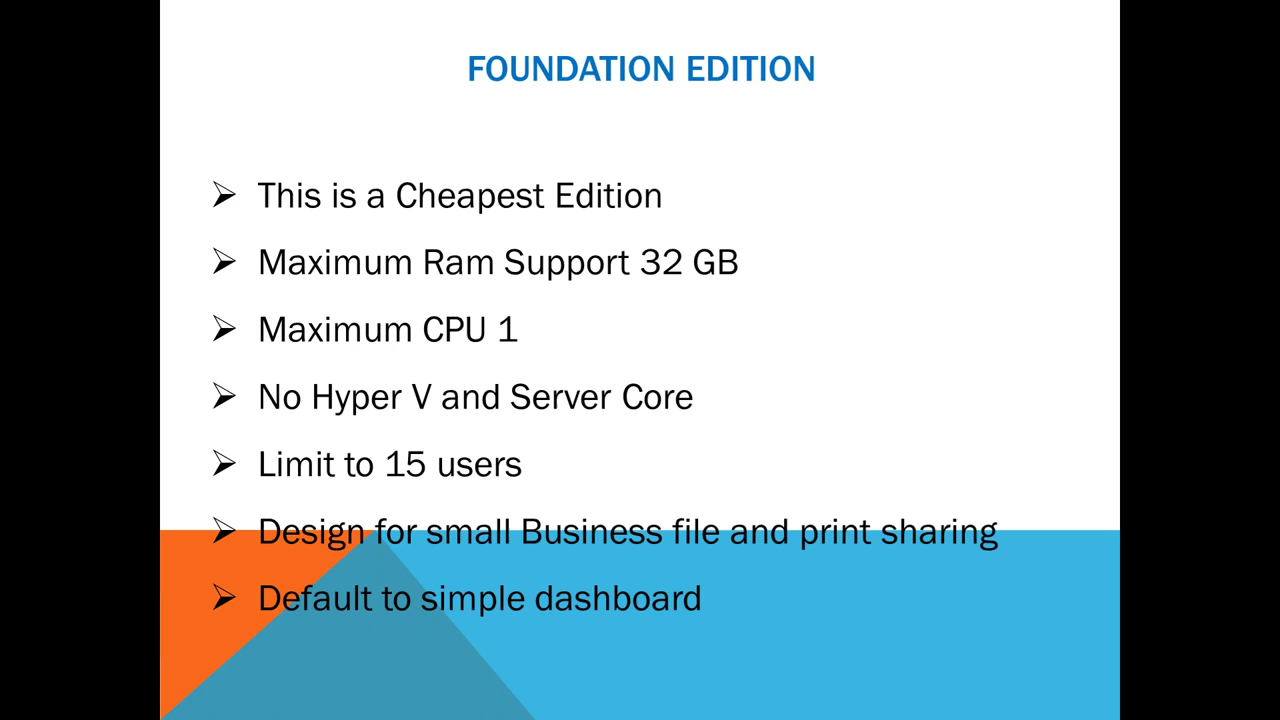 FOUNDATION EDITION
➢ This is a Cheapest Edition
➢ Maximum Ram Support 32 GB
➢ Maximum CPU 1
➢ No Hyper V and Server Core
➢ Limit to 15 users
➢ Design for small Business file and print sharing
➢ Default to simple dashboard